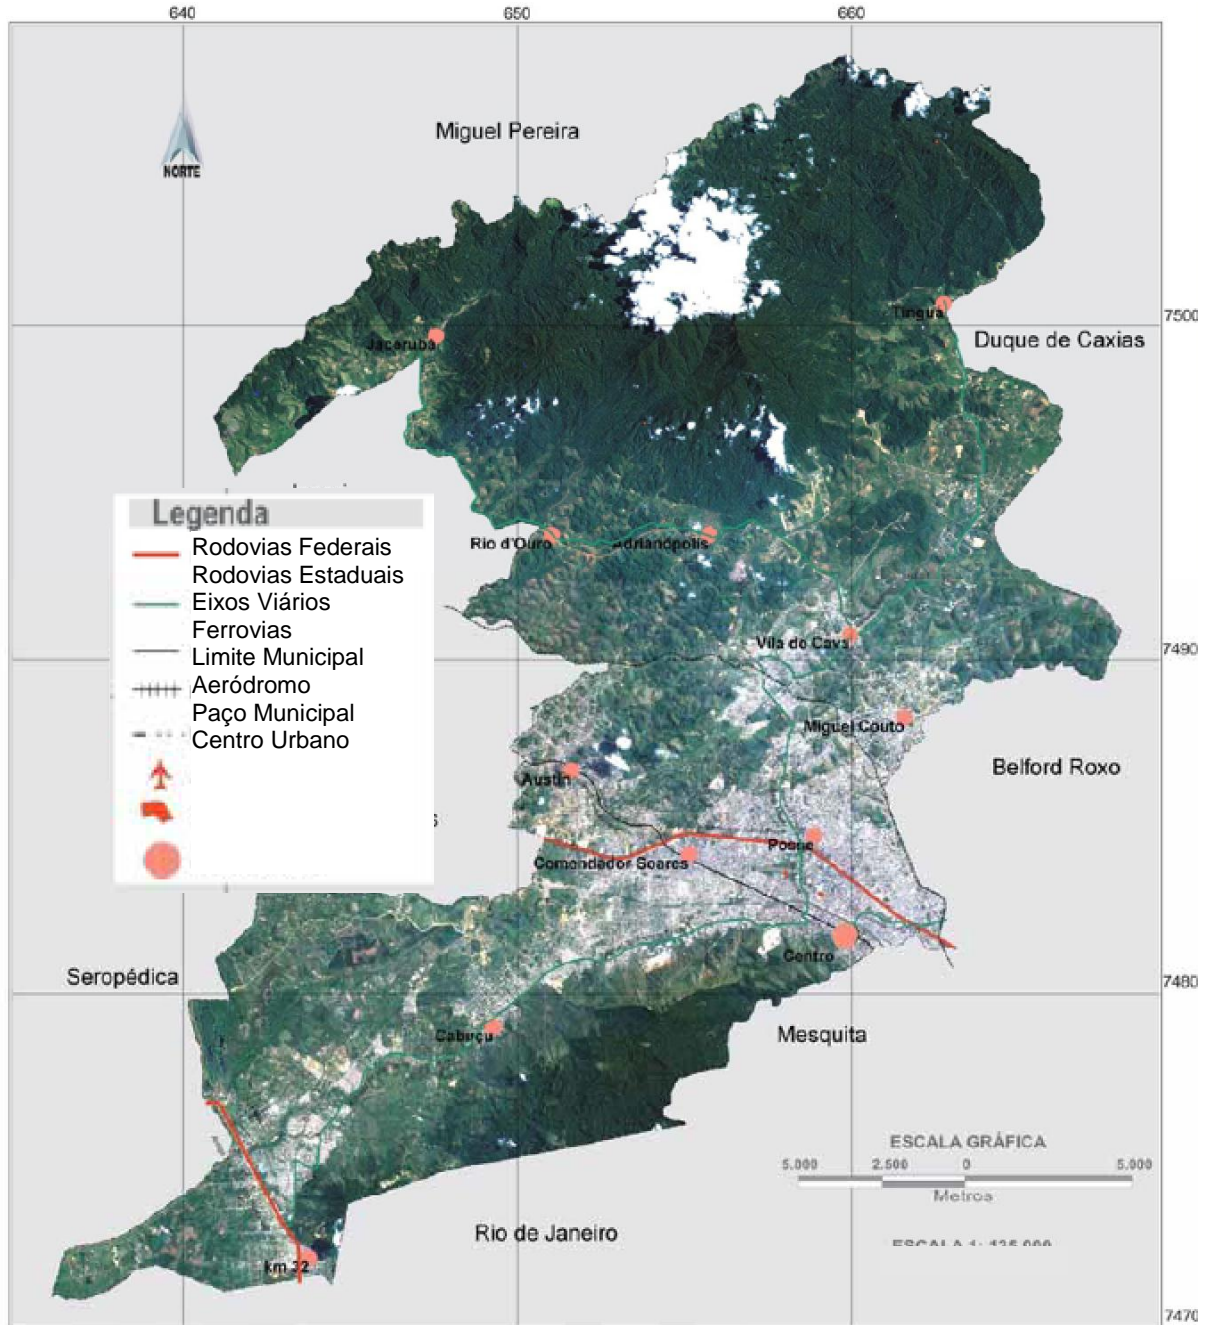 640
650
660
Miguel Pereira
NORTE
Tinguá
7500
Duque de Caxias
Jaceruba
Legenda
Rodovias Federais
Rodovias Estaduais
Eixos Viários
Ferrovias
Limite Municipal
Aeródromo
Paço Municipal
Centro Urbano
Rio d'Ouro
Adrianópolis
Vila de Cava
7490
Miguel Couto
Belford Roxo
Austin
Posse
Comendador Soares
Centro
Seropédica
7480
Cabuçu
Mesquita
ESCALA GRÁFICA
5.000
2.500
0
5.000
Metros
Rio de Janeiro
km 32
7470